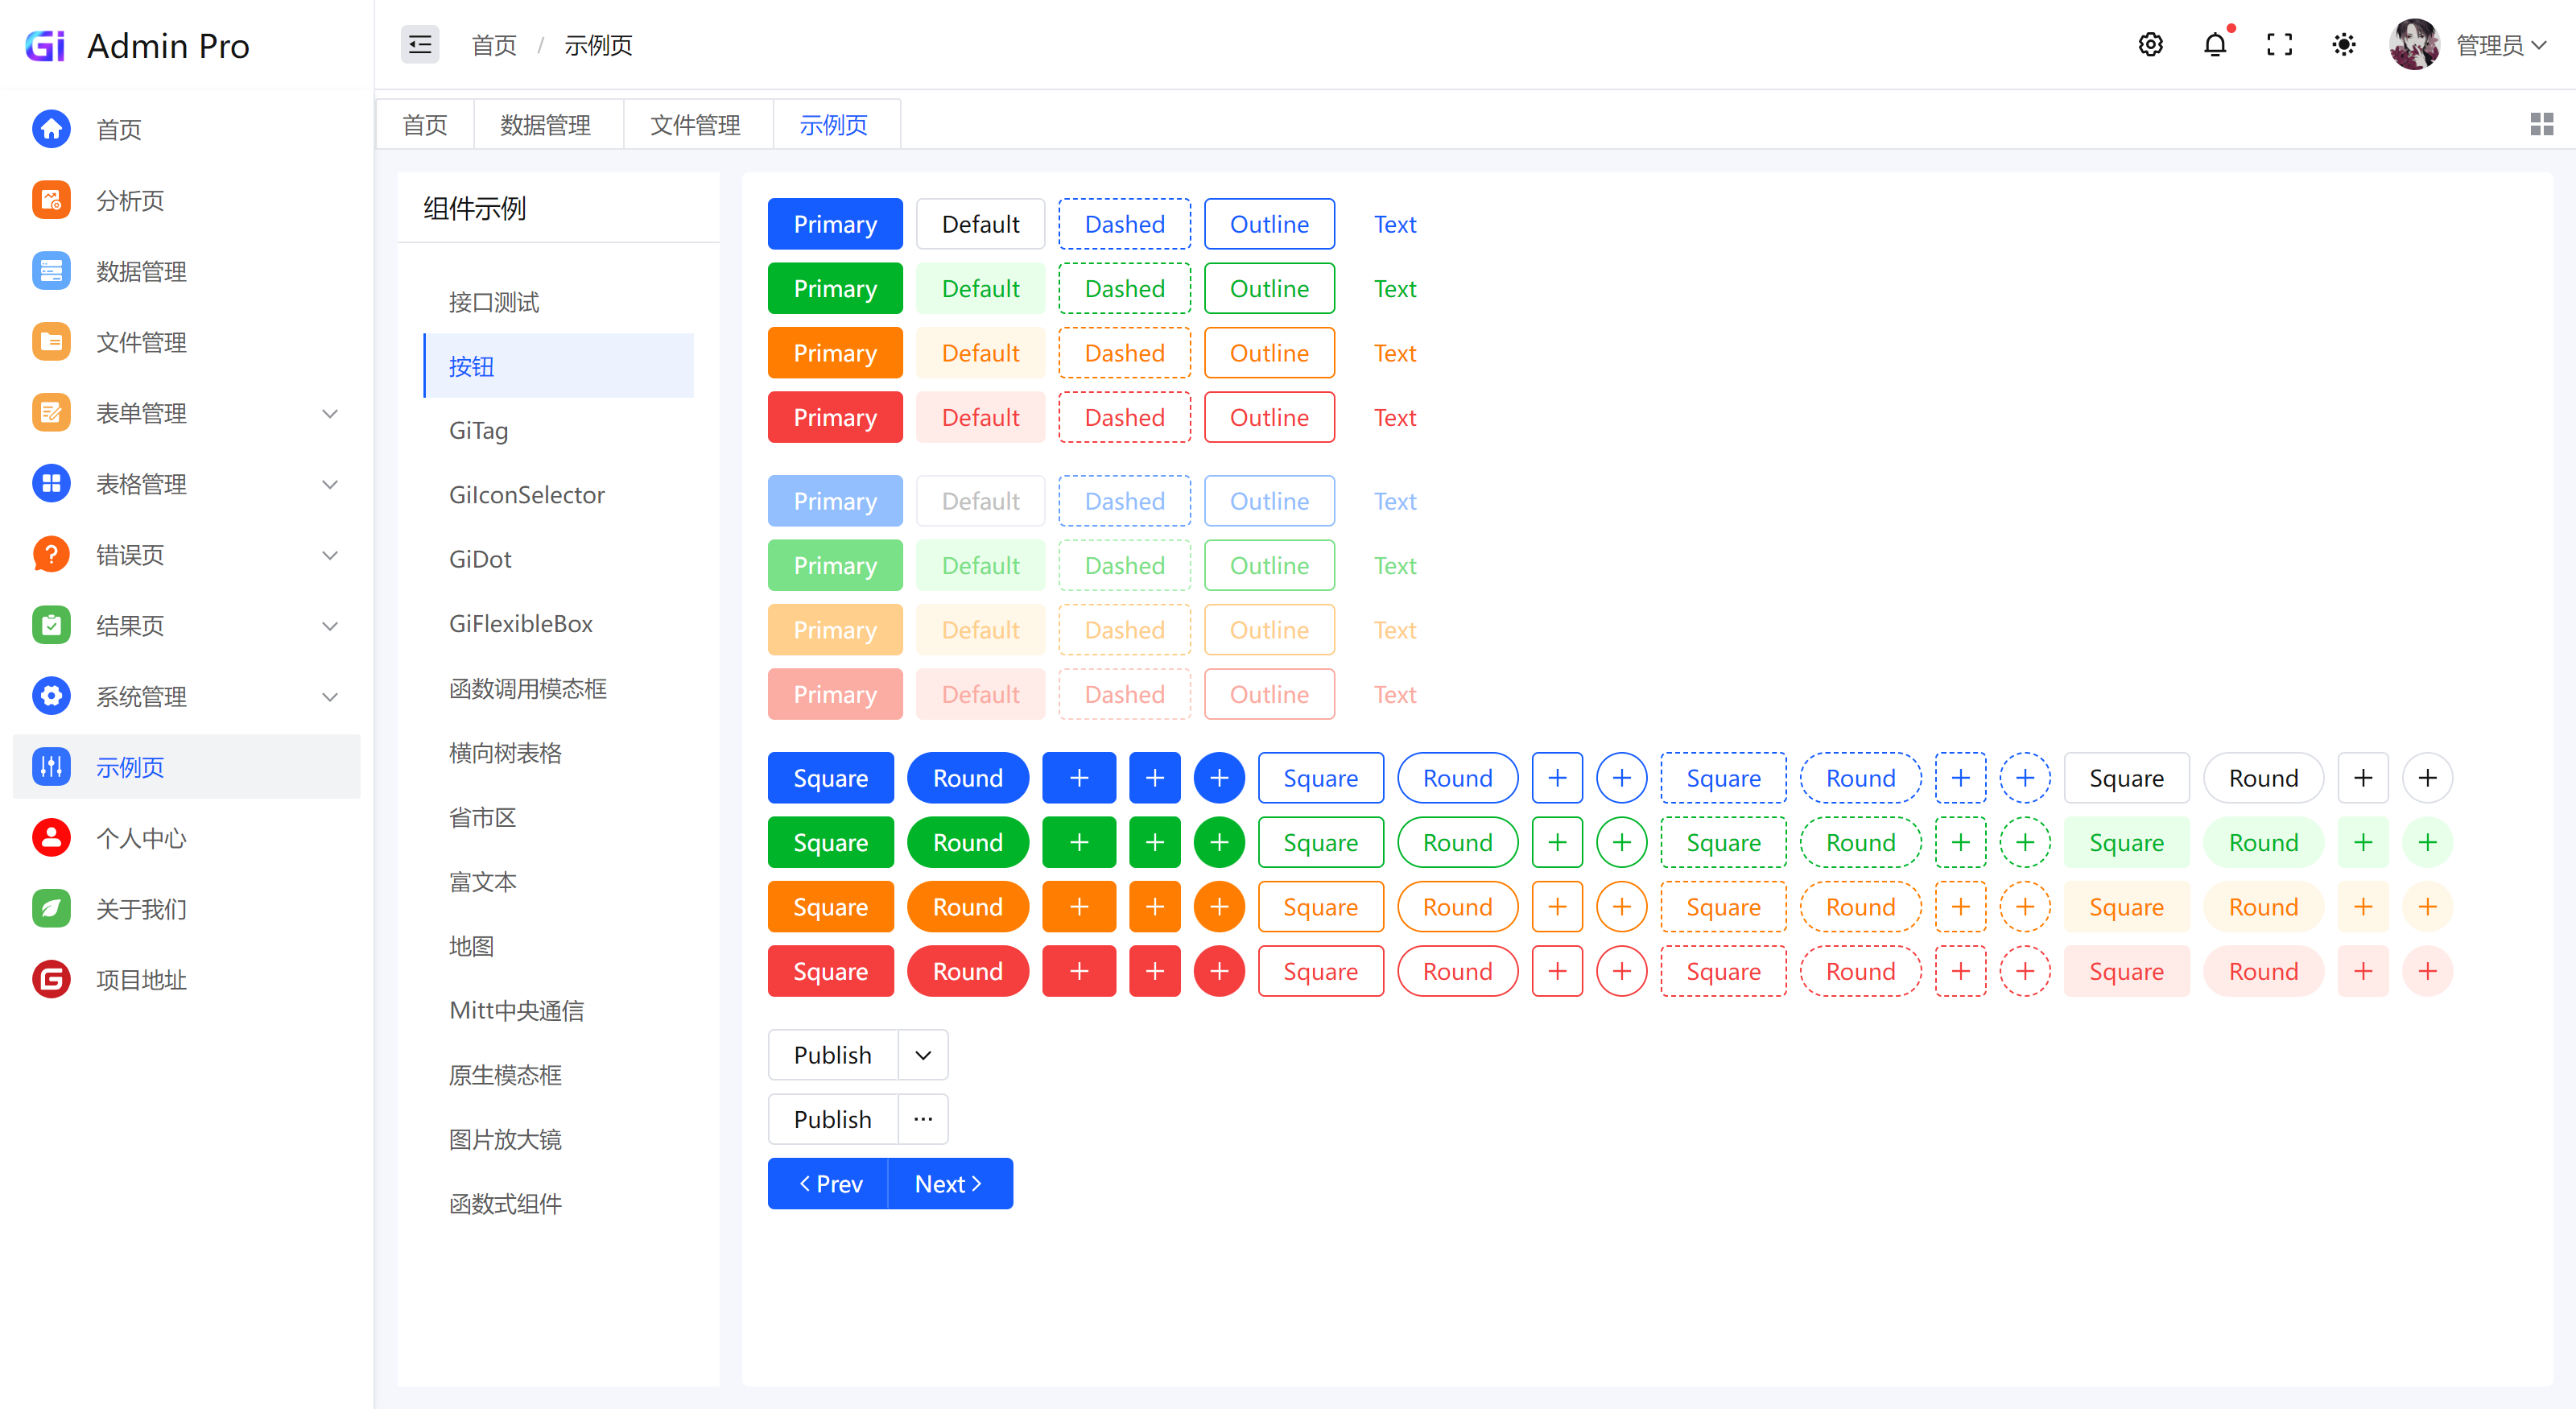 Gi Admin Pro
首页 / 示例页
管理员
首页
分析页
数据管理
文件管理
表单管理
表格管理
错误页
结果页
系统管理
示例页
个人中心
关于我们
项目地址
首页 数据管理 文件管理 示例页
组件示例
接口测试
按钮
GiTag
GiIconSelector
GiDot
GiFlexibleBox
函数调用模态框
横向树表格
省市区
富文本
地图
Mitt中央通信
原生模态框
图片放大镜
函数式组件
Primary Default Dashed Outline Text
Primary Default Dashed Outline Text
Primary Default Dashed Outline Text
Primary Default Dashed Outline Text
Primary Default Dashed Outline Text
Primary Default Dashed Outline Text
Primary Default Dashed Outline Text
Primary Default Dashed Outline Text
Square Round Square Round Square Round Square Round
Square Round Square Round Square Round Square Round
Square Round Square Round Square Round Square Round
Square Round Square Round Square Round Square Round
Publish
Publish
Prev Next